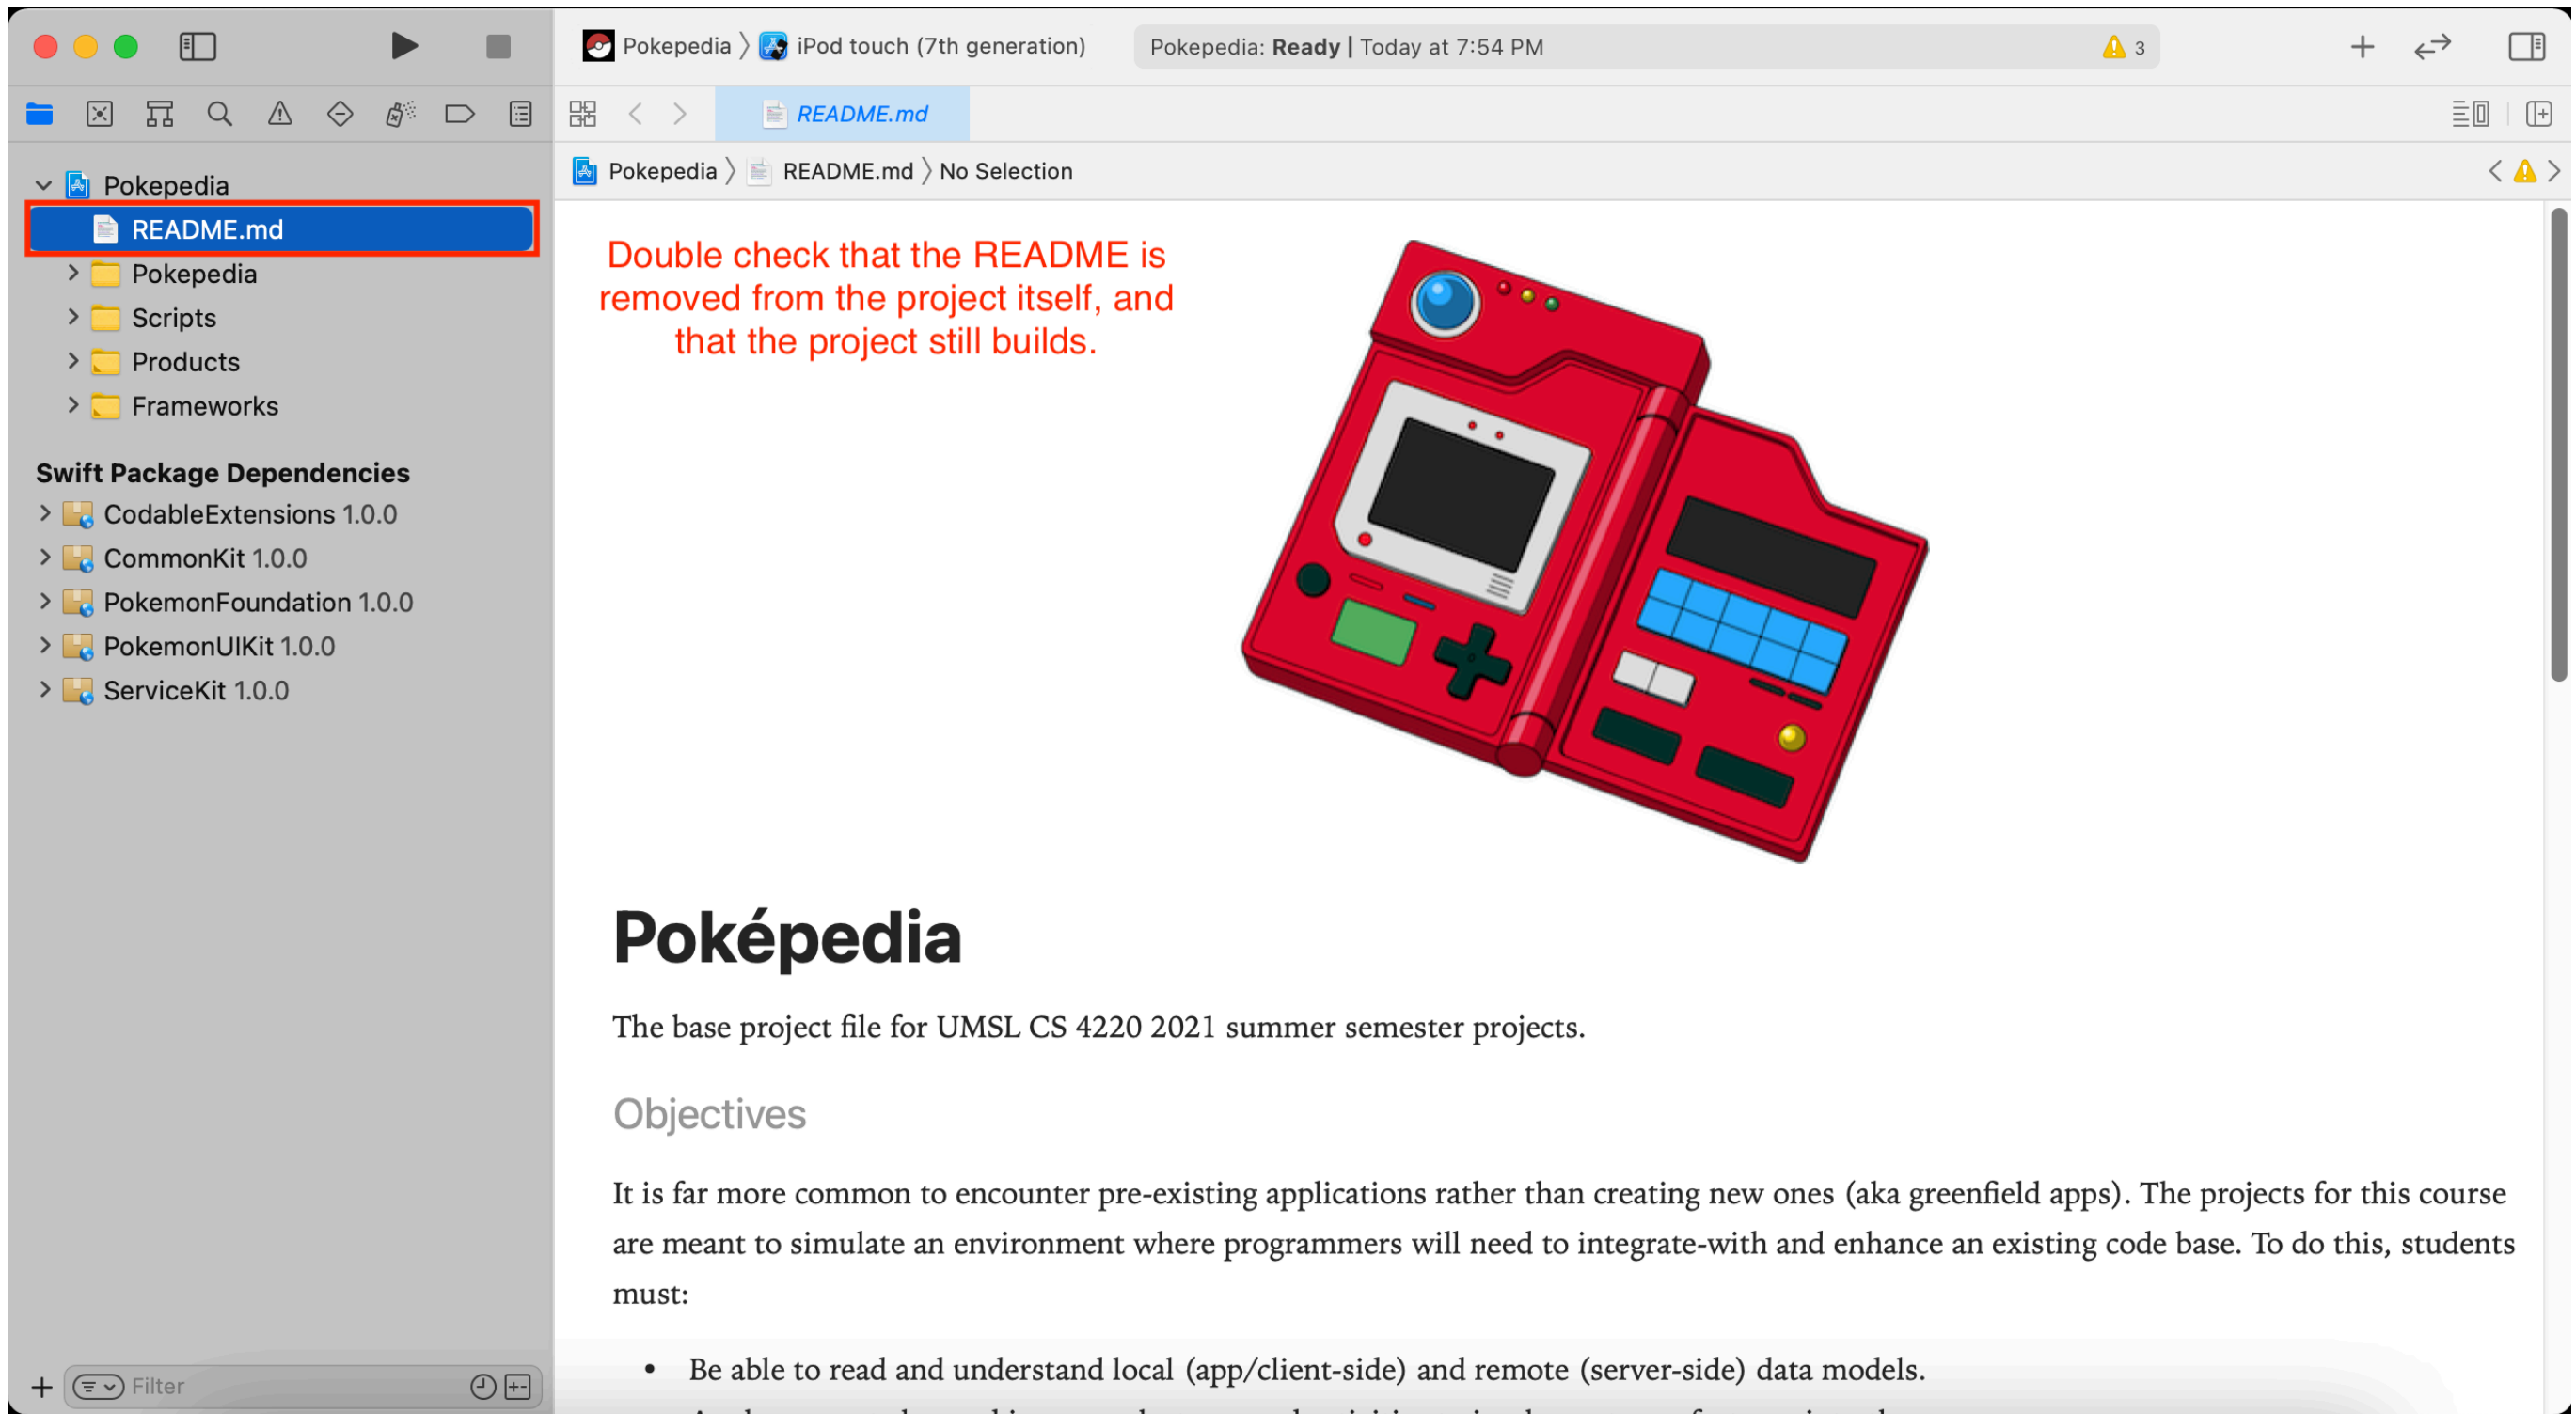 Pokepedia 〉 iPod touch (7th generation)
Pokepedia: Ready | Today at 7:54 PM
3
README.md
Pokepedia 〉 README.md 〉 No Selection
Pokepedia
README.md
Pokepedia
Scripts
Products
Frameworks
Swift Package Dependencies
CodableExtensions 1.0.0
CommonKit 1.0.0
PokemonFoundation 1.0.0
PokemonUIKit 1.0.0
ServiceKit 1.0.0
Filter
Double check that the README is
removed from the project itself, and
that the project still builds.
Poképedia
The base project file for UMSL CS 4220 2021 summer semester projects.
Objectives
It is far more common to encounter pre-existing applications rather than creating new ones (aka greenfield apps). The projects for this course
are meant to simulate an environment where programmers will need to integrate-with and enhance an existing code base. To do this, students
must:
• Be able to read and understand local (app/client-side) and remote (server-side) data models.